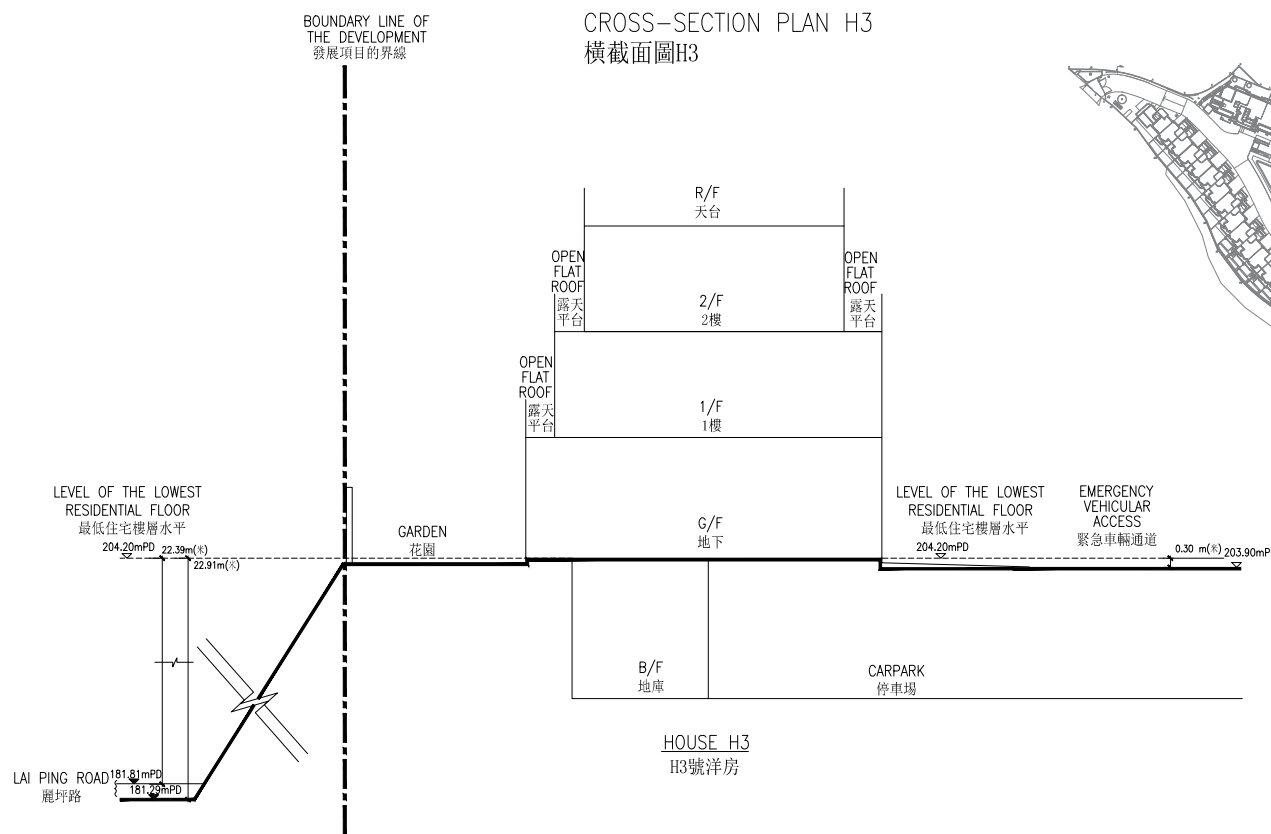 CROSS-SECTION PLAN H3
橫截面圖H3
BOUNDARY LINE OF
THE DEVELOPMENT
發展項目的界線
R/F
天台
OPEN
FLAT
ROOF
露天
平台
2/F
2樓
OPEN
FLAT
ROOF
露天
平台
OPEN
FLAT
ROOF
露天
平台
1/F
1樓
LEVEL OF THE LOWEST
RESIDENTIAL FLOOR
最低住宅樓層水平
204.20mPD
22.39m(米)
22.91m(米)
GARDEN
花園
G/F
地下
LEVEL OF THE LOWEST
RESIDENTIAL FLOOR
最低住宅樓層水平
204.20mPD
EMERGENCY
VEHICULAR
ACCESS
緊急車輛通道
0.30 m(米)
203.90mP
B/F
地庫
CARPARK
停車場
HOUSE H3
H3號洋房
LAI PING ROAD
麗坪路
181.81mPD
181.29mPD